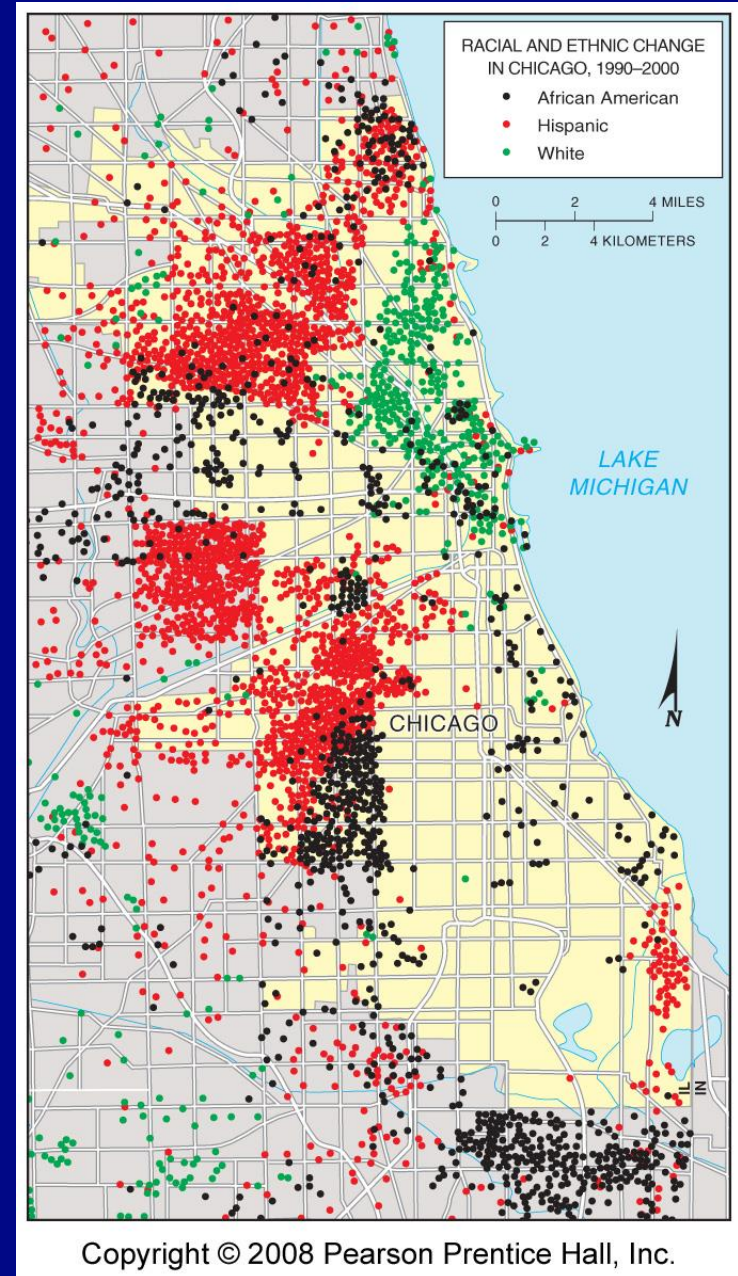 RACIAL AND ETHNIC CHANGE
IN CHICAGO, 1990–2000
African American
Hispanic
White
0 2 4 MILES
0 2 4 KILOMETERS
LAKE
MICHIGAN
N
CHICAGO
IL
IN
Copyright © 2008 Pearson Prentice Hall, Inc.